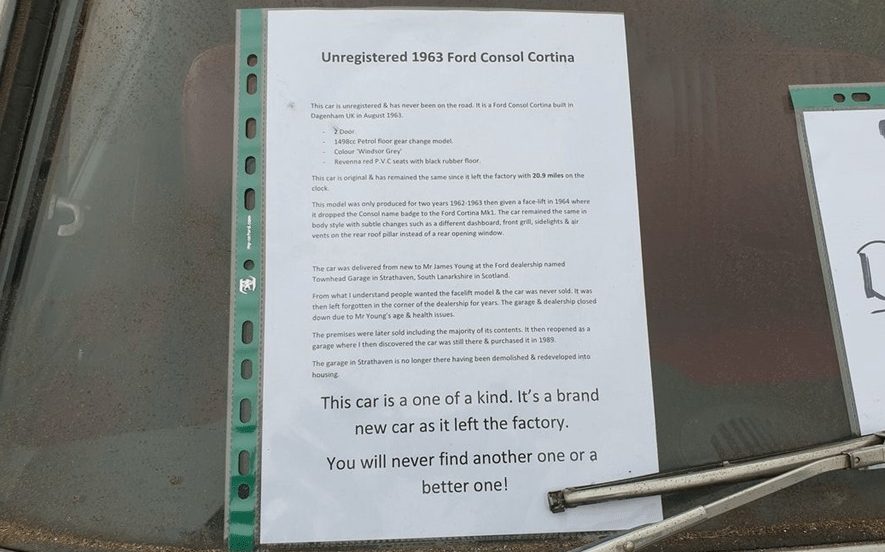 Unregistered 1963 Ford Consol Cortina
This car is unregistered & has never been on the road. It is a Ford Consol Cortina built in
Dagenham UK in August 1963.
- 2 Door
- 1498cc Petrol floor gear change model.
- Colour 'Windsor Grey'
- Revenna red P.V.C seats with black rubber floor.
This car is original & has remained the same since it left the factory with 20.9 miles on the
clock.
This model was only produced for two years 1962-1963 then given a face-lift in 1964 where
it dropped the Consol name badge to the Ford Cortina Mk1. The car remained the same in
body style with subtle changes such as a different dashboard, front grill, sidelights & air
vents on the rear roof pillar instead of a rear opening window.
The car was delivered from new to Mr James Young at the Ford dealership named
Townhead Garage in Strathaven, South Lanarkshire in Scotland.
From what I understand people wanted the facelift model & the car was never sold. It was
then left forgotten in the corner of the dealership for years. The garage & dealership closed
down due to Mr Young's age & health issues.
The premises were later sold including the majority of its contents. It then reopened as a
garage where I then discovered the car was still there & purchased it in 1989.
The garage in Strathaven is no longer there having been demolished & redeveloped into
housing.
This car is a one of a kind. It's a brand
new car as it left the factory.
You will never find another one or a
better one!